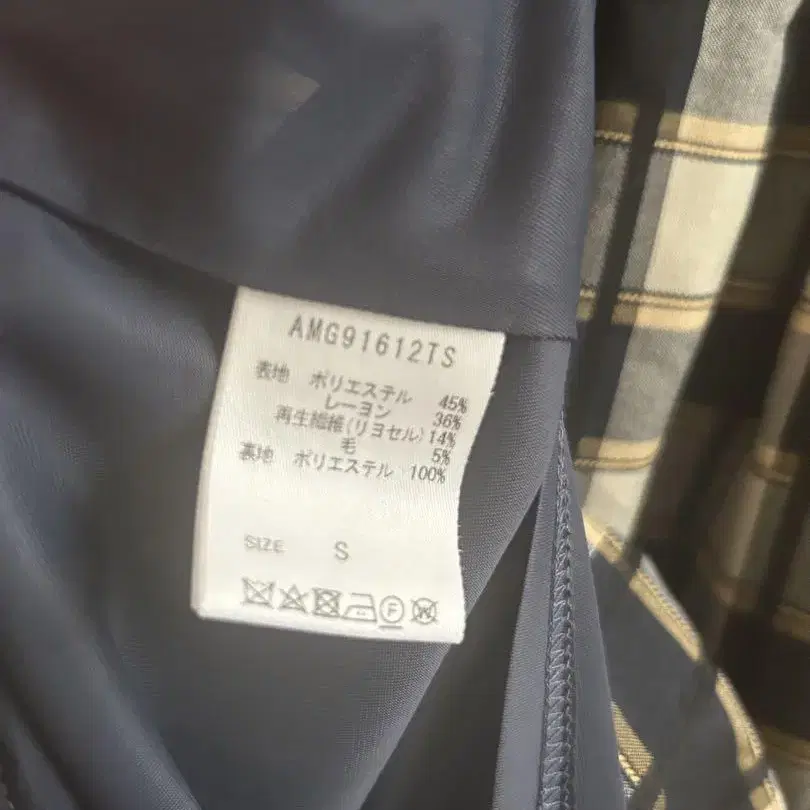 AMG91612TS
表地 ポリエステル 45%
レーヨン 36%
再生繊維(リヨセル) 14%
毛 5%
裏地 ポリエステル 100%
SIZE S
F W